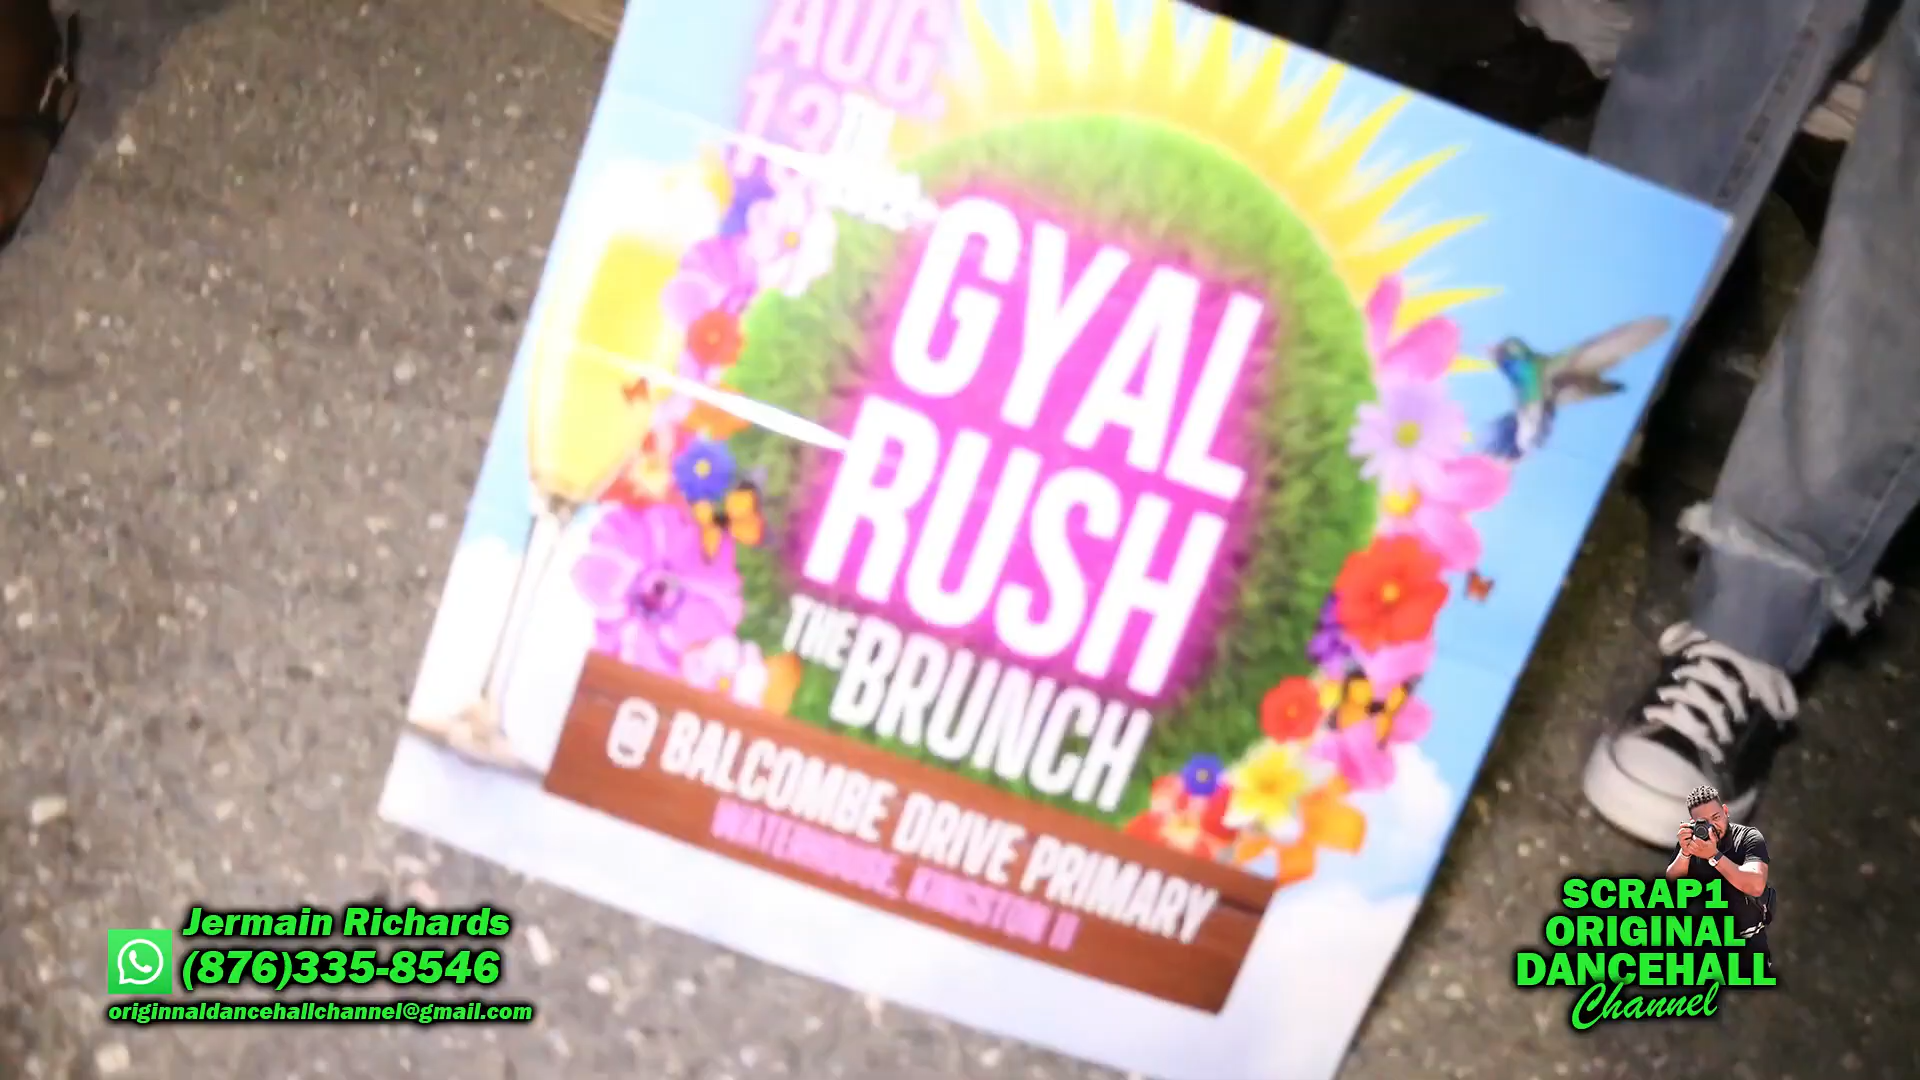 AUG.
GYAL
RUSH
THE BRUNCH
@ BALCOMBE DRIVE PRIMARY
WATERHOUSE, KINGSTON 11
Jermain Richards
(876)335-8546
originnaldancehallchannel@gmail.com
SCRAP1
ORIGINAL
DANCEHALL
Channel